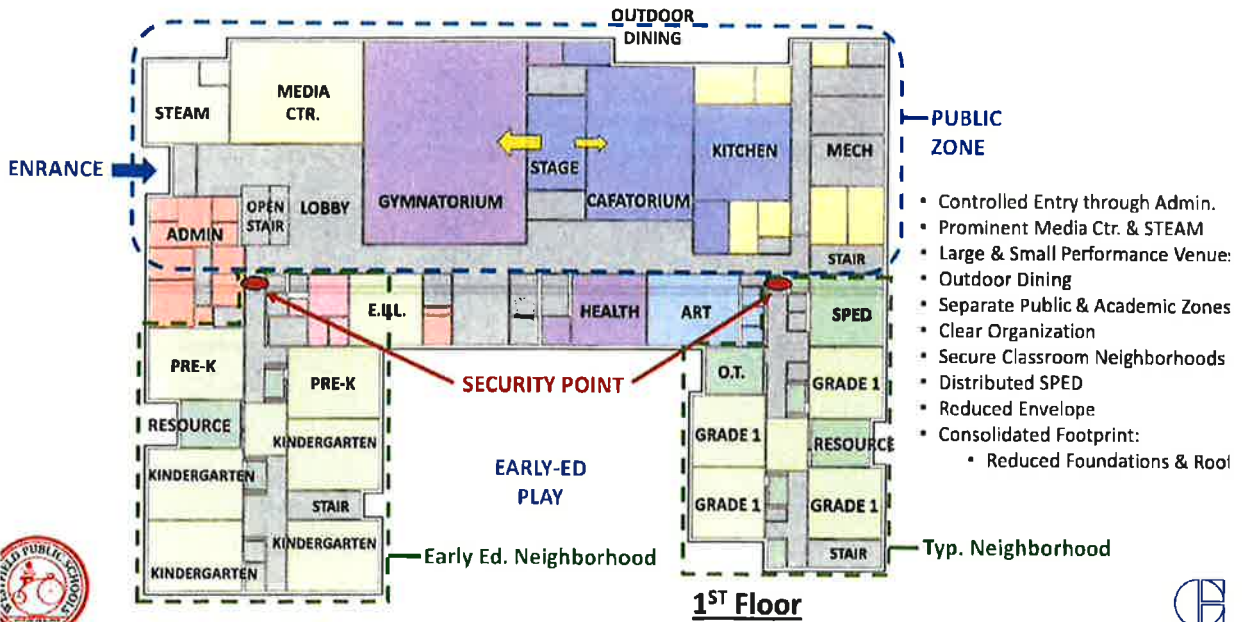 OUTDOOR
DINING
MEDIA
CTR.
STEAM
PUBLIC
ZONE
ENRANCE
STAGE
KITCHEN
MECH
OPEN
STAIR
LOBBY
GYMNATORIUM
CAFATORIUM
ADMIN
STAIR
• Controlled Entry through Admin.
• Prominent Media Ctr. & STEAM
• Large & Small Performance Venues
• Outdoor Dining
• Separate Public & Academic Zones
• Clear Organization
• Secure Classroom Neighborhoods
• Distributed SPED
• Reduced Envelope
• Consolidated Footprint:
• Reduced Foundations & Roof
E.L.L.
HEALTH
ART
SPED
PRE-K
PRE-K
SECURITY POINT
O.T.
GRADE 1
RESOURCE
KINDERGARTEN
GRADE 1
RESOURCE
KINDERGARTEN
EARLY-ED
PLAY
GRADE 1
GRADE 1
STAIR
KINDERGARTEN
KINDERGARTEN
Early Ed. Neighborhood
STAIR
Typ. Neighborhood
1ST Floor
PUBLIC SCHOOLS